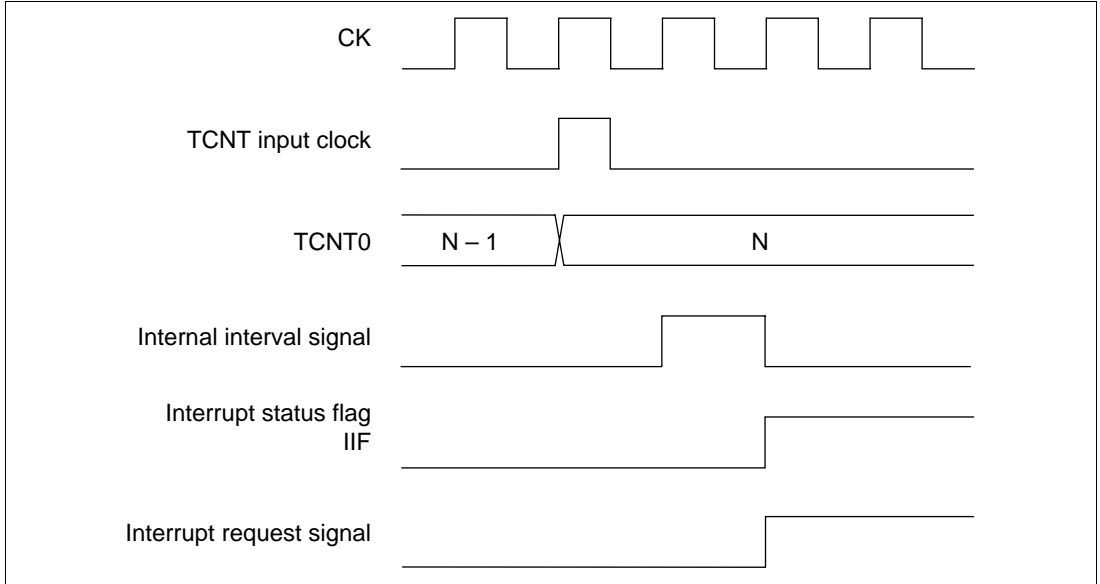 CK
TCNT input clock
TCNT0
N – 1
N
Internal interval signal
Interrupt status flag
IIF
Interrupt request signal